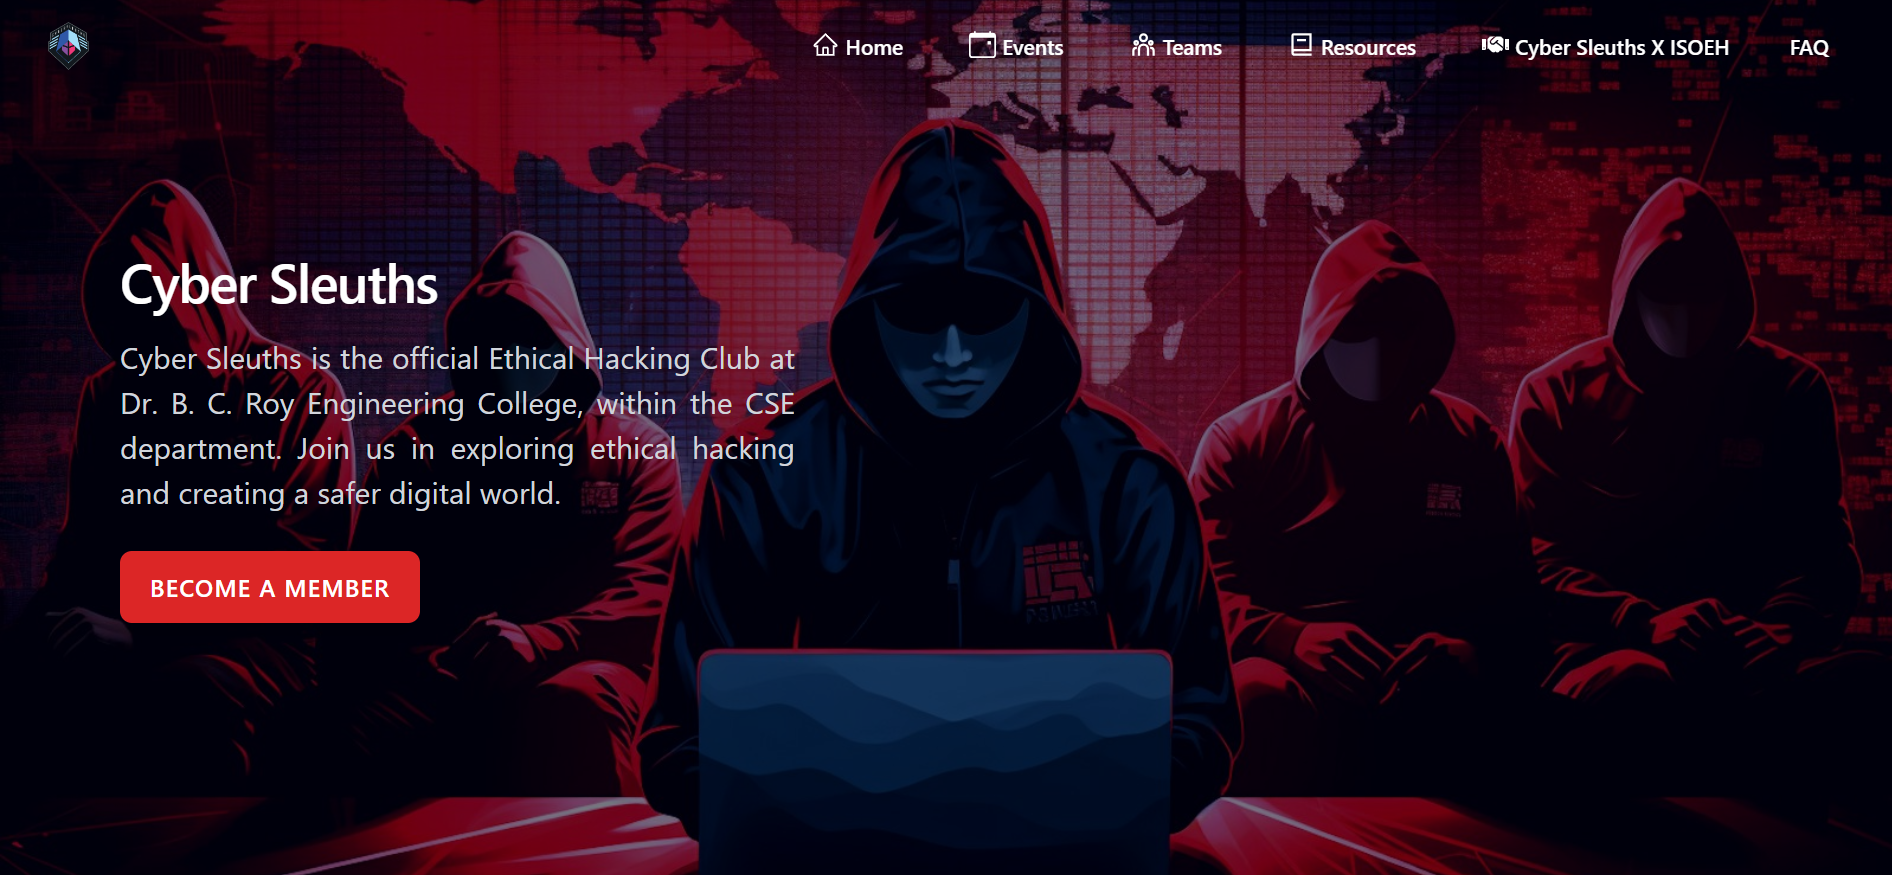 Home Events Teams Resources Cyber Sleuths X ISOEH FAQ
Cyber Sleuths
Cyber Sleuths is the official Ethical Hacking Club at
Dr. B. C. Roy Engineering College, within the CSE
department. Join us in exploring ethical hacking
and creating a safer digital world.
BECOME A MEMBER